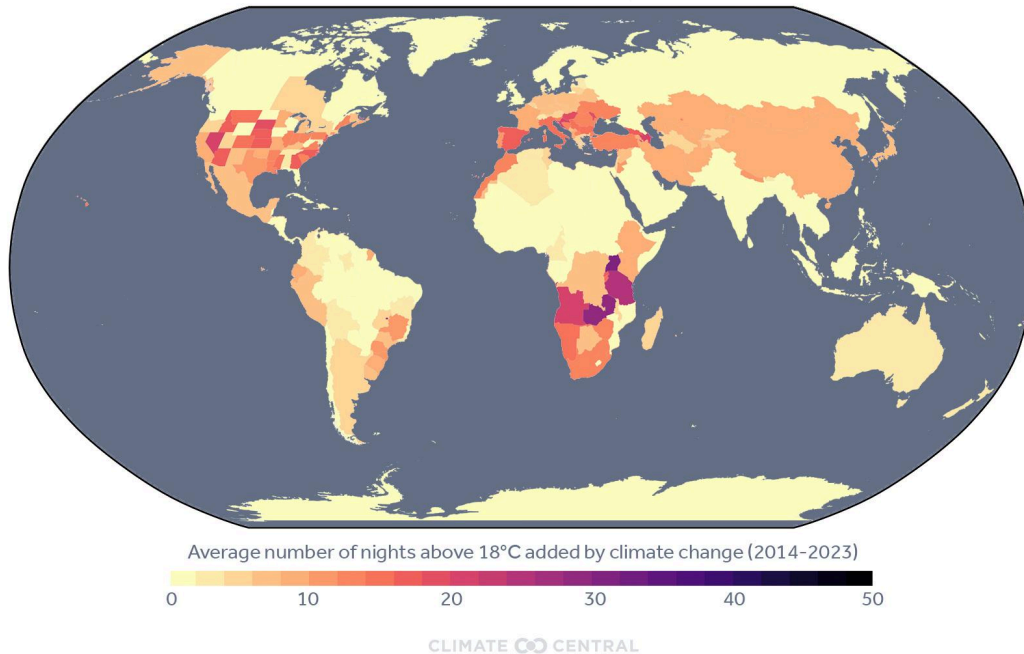 Average number of nights above 18°C added by climate change (2014-2023)
0 10 20 30 40 50
CLIMATE CENTRAL